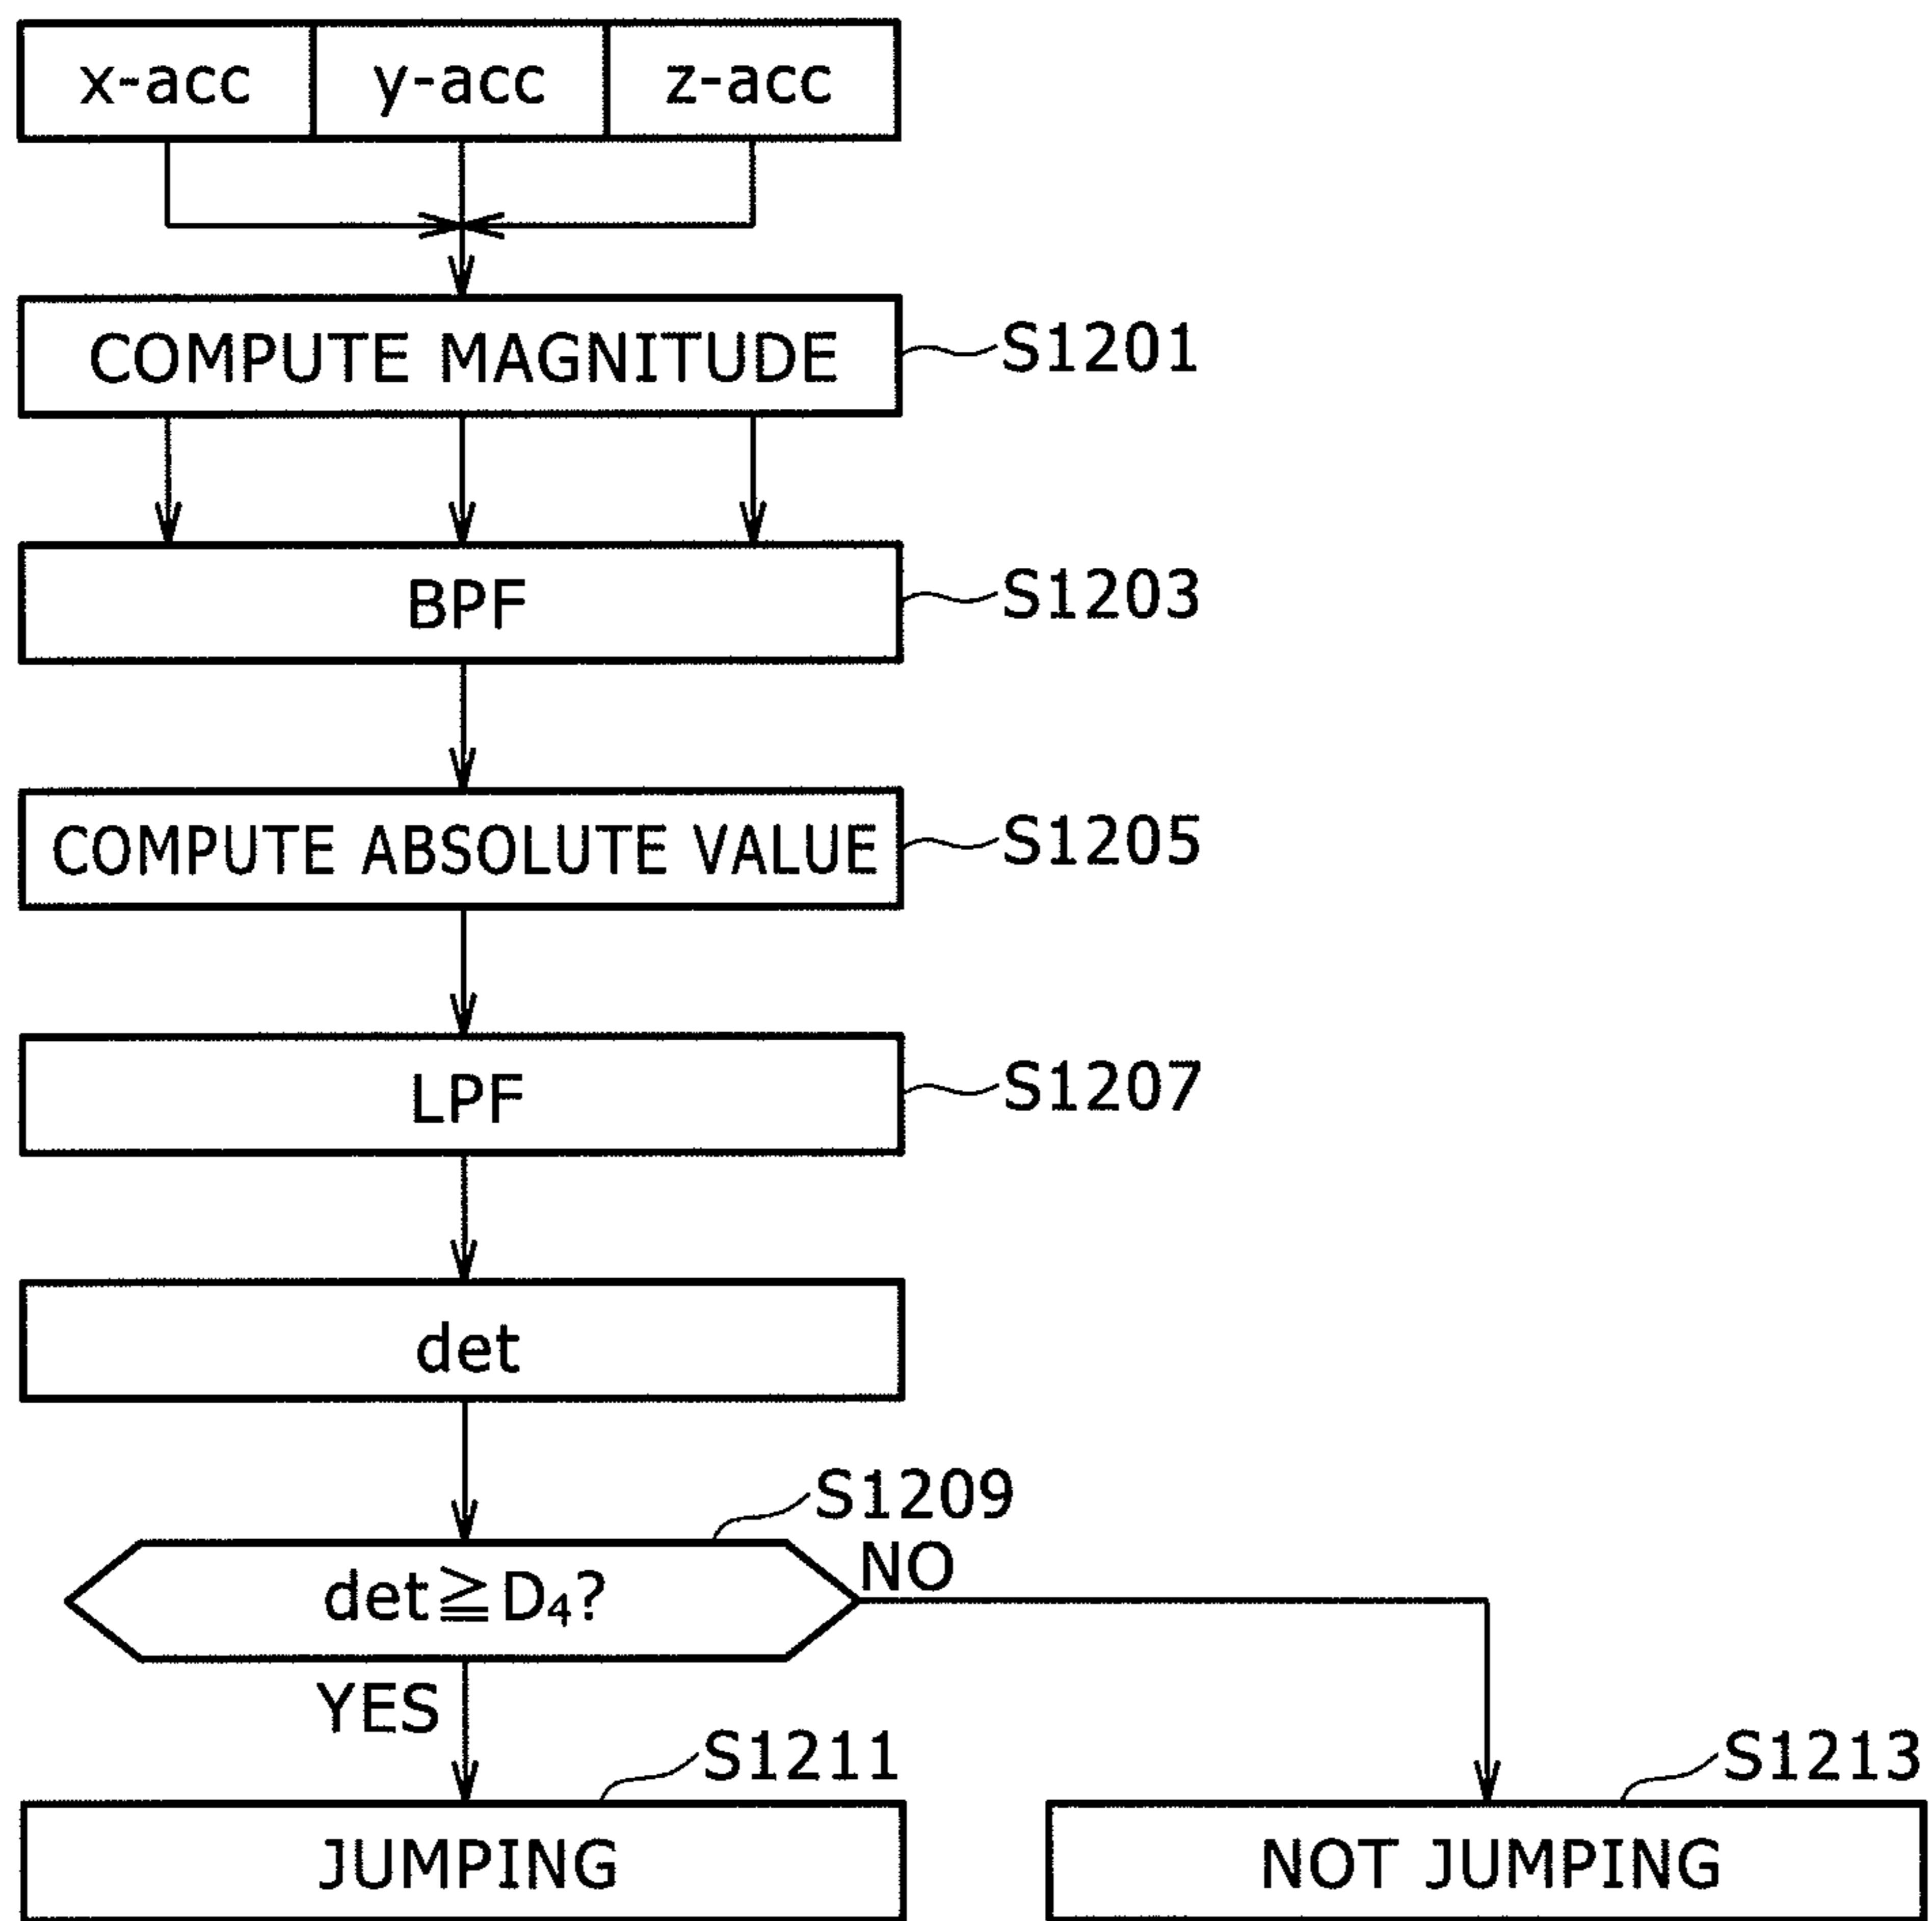 x-acc y-acc z-acc
COMPUTE MAGNITUDE S1201
BPF S1203
COMPUTE ABSOLUTE VALUE S1205
LPF S1207
det
S1209
det≧D₄? NO
YES
S1211 S1213
JUMPING NOT JUMPING